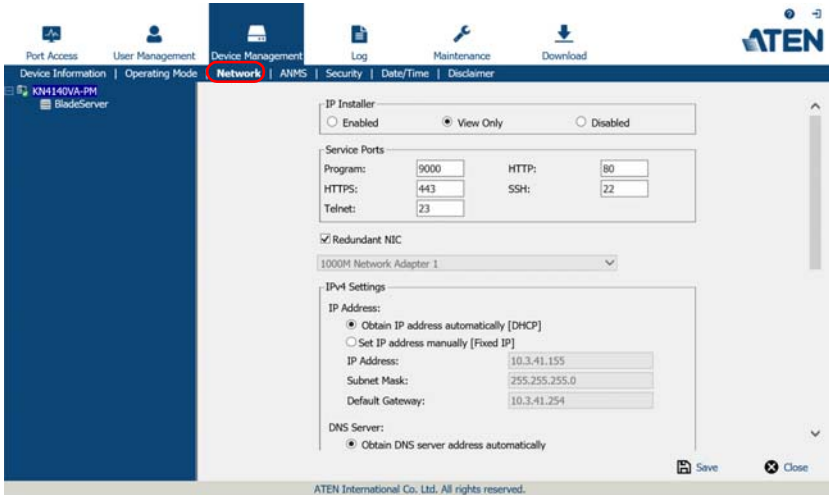 ATEN
Port Access User Management Device Management Log Maintenance Download
Device Information | Operating Mode | Network | ANMS | Security | Date/Time | Disclaimer
KN4140VA-PM
BladeServer
IP Installer
Enabled View Only Disabled
Service Ports
Program: 9000 HTTP: 80
HTTPS: 443 SSH: 22
Telnet: 23
Redundant NIC
1000M Network Adapter 1
IPv4 Settings
IP Address:
Obtain IP address automatically [DHCP]
Set IP address manually [Fixed IP]
IP Address: 10.3.41.155
Subnet Mask: 255.255.255.0
Default Gateway: 10.3.41.254
DNS Server:
Obtain DNS server address automatically
Save Close
ATEN International Co. Ltd. All rights reserved.